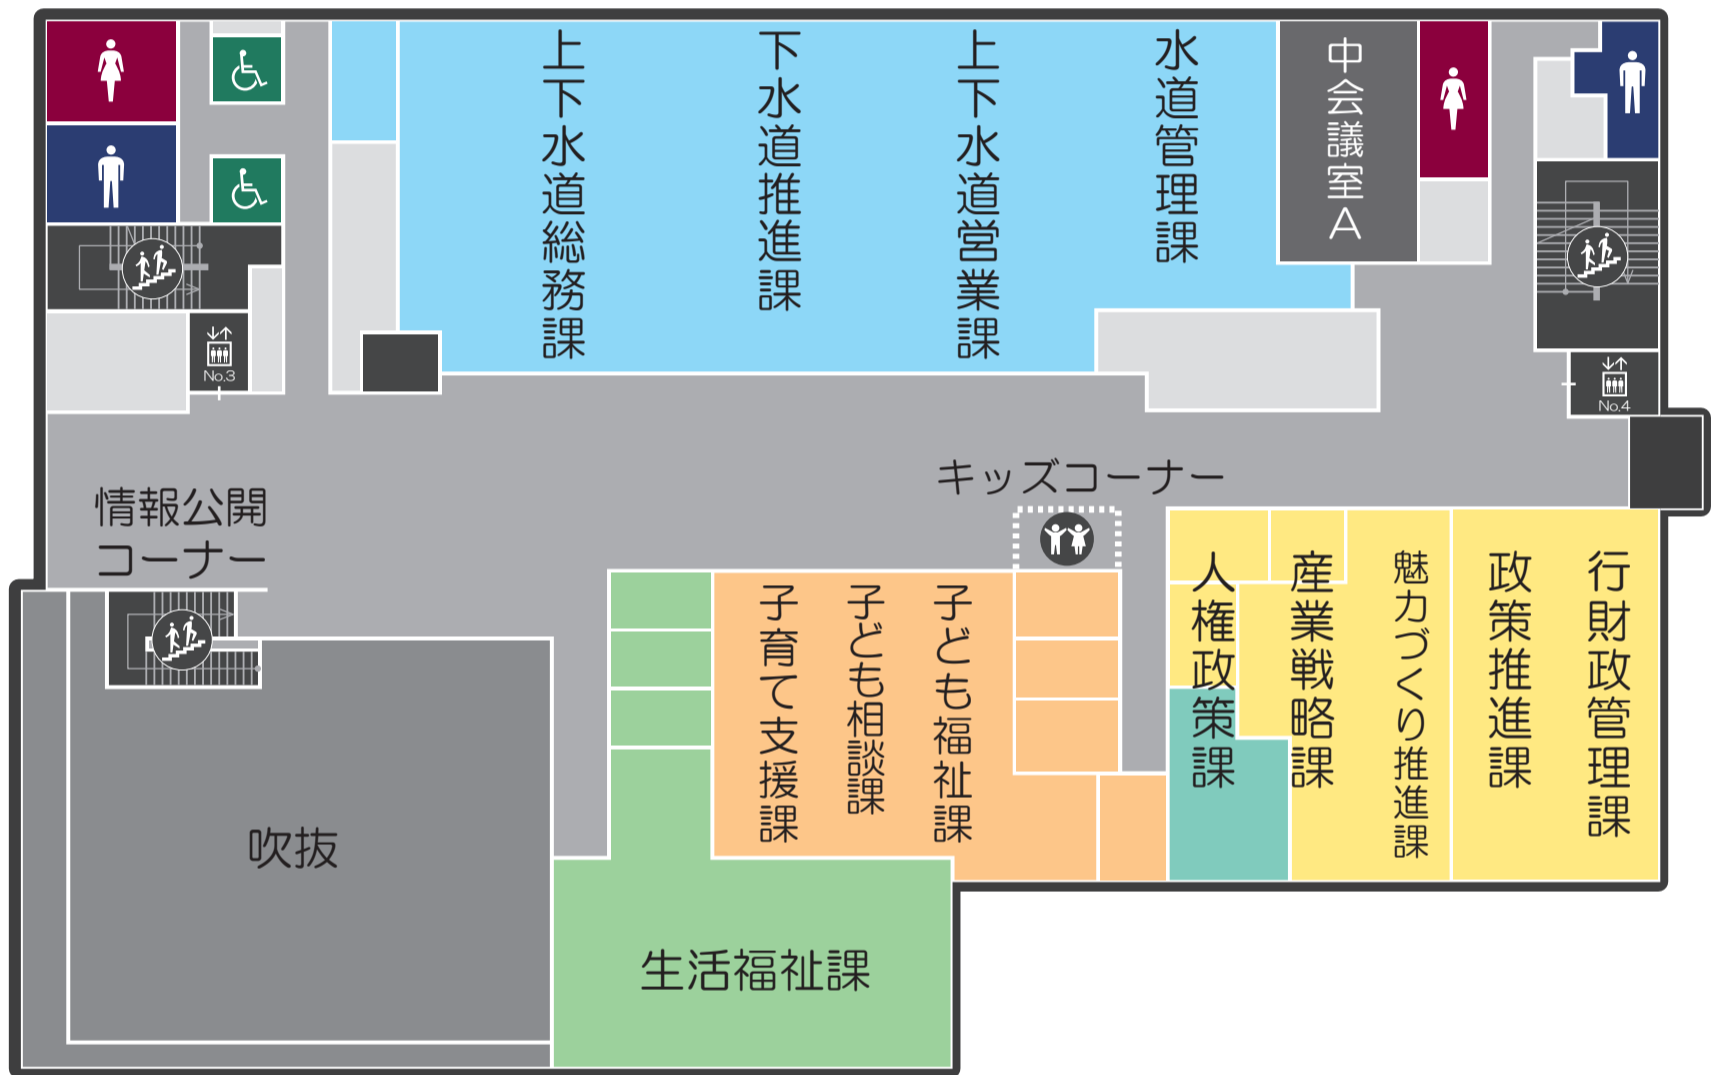 上下水道総務課
下水道推進課
上下水道営業課
水道管理課
中会議室A
No.3
No.4
キッズコーナー
情報公開
コーナー
子育て支援課
子ども相談課
子ども福祉課
人権政策課
産業戦略課
魅力づくり推進課
政策推進課
行財政管理課
吹抜
生活福祉課